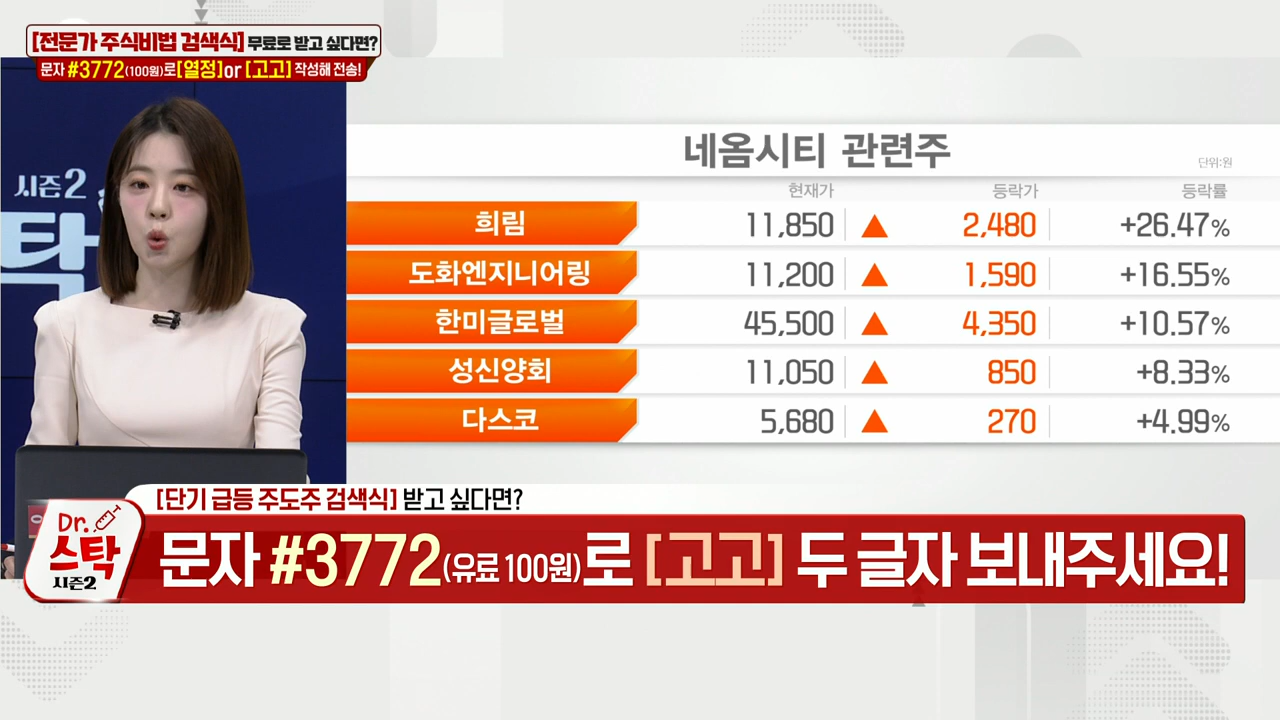 [전문가 주식비법 검색식] 무료로 받고 싶다면?
문자 #3772(100원)로 [열정] or [고고] 작성해 전송!
시즌2
탁
네옴시티 관련주
단위:원
현재가 등락가 등락률
희림 11,850 ▲ 2,480 +26.47%
도화엔지니어링 11,200 ▲ 1,590 +16.55%
한미글로벌 45,500 ▲ 4,350 +10.57%
성신양회 11,050 ▲ 850 +8.33%
다스코 5,680 ▲ 270 +4.99%
[단기 급등 주도주 검색식] 받고 싶다면?
Dr.
스탁
시즌2
문자 #3772(유료 100원)로 [고고] 두 글자 보내주세요!